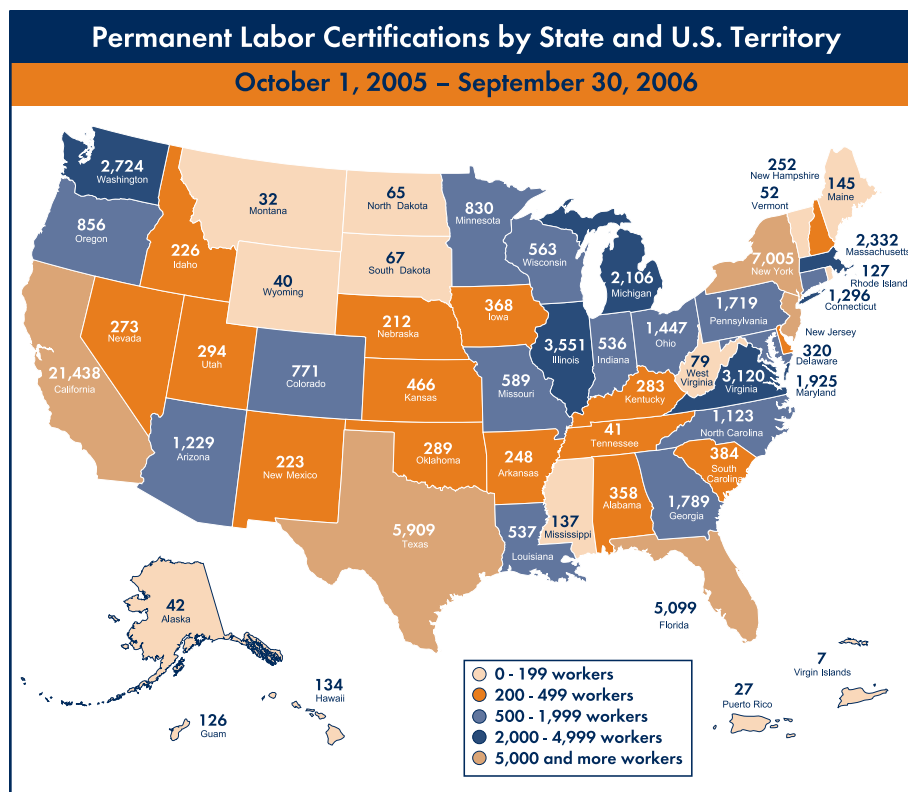 Permanent Labor Certifications by State and U.S. Territory
October 1, 2005 – September 30, 2006
2,724
Washington
856
Oregon
226
Idaho
32
Montana
65
North Dakota
67
South Dakota
40
Wyoming
830
Minnesota
563
Wisconsin
2,106
Michigan
252
New Hampshire
52
Vermont
145
Maine
7,005
New York
2,332
Massachusetts
127
Rhode Island
1,296
Connecticut
1,719
Pennsylvania
New Jersey
320
Delaware
1,925
Maryland
21,438
California
273
Nevada
294
Utah
771
Colorado
212
Nebraska
368
Iowa
3,551
Illinois
536
Indiana
1,447
Ohio
79
West
Virginia
3,120
Virginia
466
Kansas
589
Missouri
283
Kentucky
1,123
North Carolina
41
Tennessee
384
South
Carolina
1,229
Arizona
223
New Mexico
289
Oklahoma
248
Arkansas
137
Mississippi
358
Alabama
1,789
Georgia
5,909
Texas
537
Louisiana
5,099
Florida
42
Alaska
134
Hawaii
126
Guam
7
Virgin Islands
27
Puerto Rico
0 - 199 workers
200 - 499 workers
500 - 1,999 workers
2,000 - 4,999 workers
5,000 and more workers